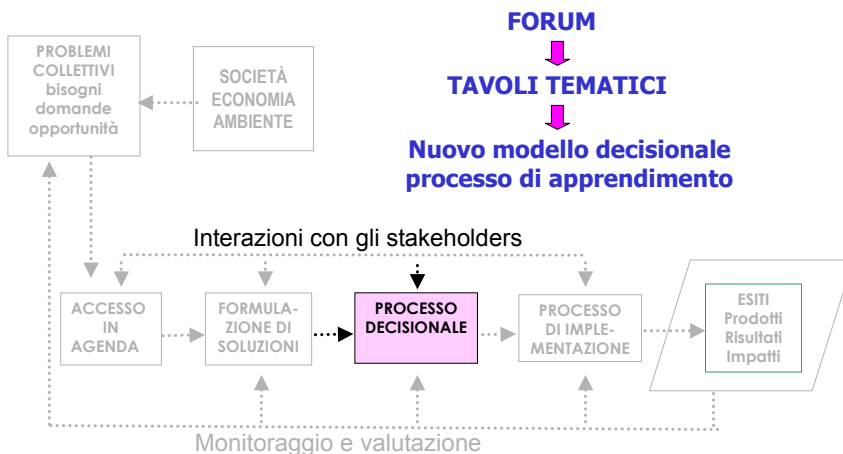 FORUM
TAVOLI TEMATICI
Nuovo modello decisionale
processo di apprendimento
PROBLEMI
COLLETTIVI
bisogni
domande
opportunità
SOCIETÀ
ECONOMIA
AMBIENTE
Interazioni con gli stakeholders
ACCESSO
IN
AGENDA
FORMULA-
ZIONE DI
SOLUZIONI
PROCESSO
DECISIONALE
PROCESSO
DI IMPLE-
MENTAZIONE
ESITI
Prodotti
Risultati
Impatti
Monitoraggio e valutazione